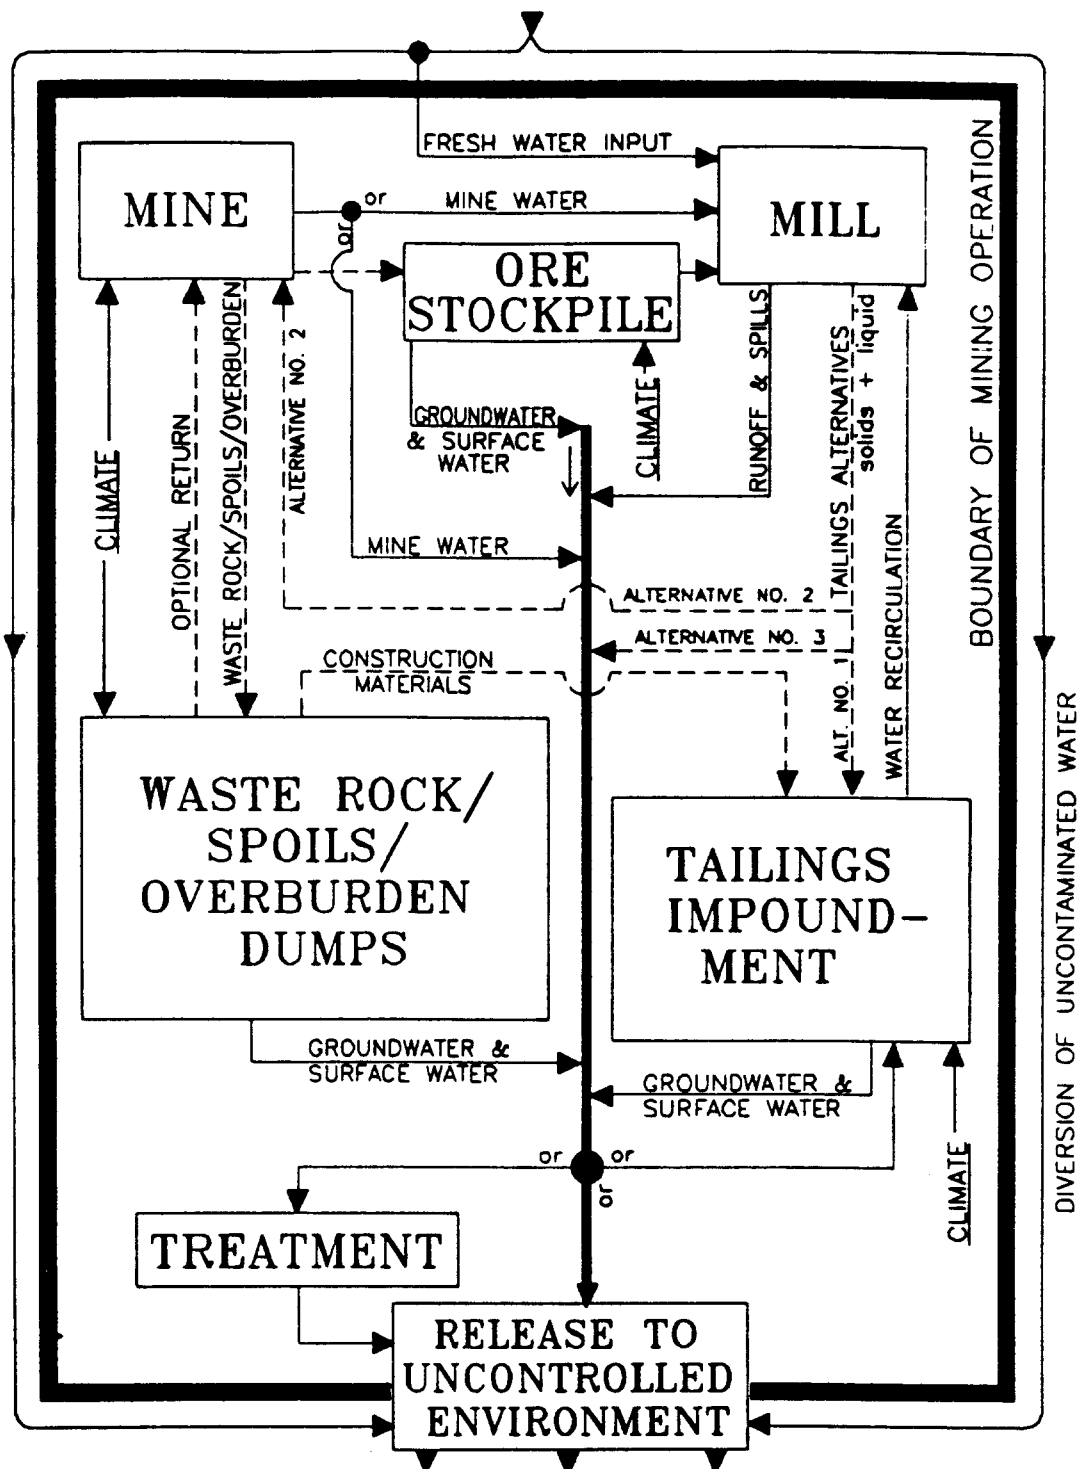 FRESH WATER INPUT
MINE
or
MINE WATER
or
MILL
ORE
STOCKPILE
BOUNDARY OF MINING OPERATION
CLIMATE
OPTIONAL RETURN
WASTE ROCK/SPOILS/OVERBURDEN
ALTERNATIVE NO. 2
GROUNDWATER
& SURFACE
WATER
CLIMATE
RUNOFF & SPILLS
TAILINGS ALTERNATIVES
solids + liquid
WATER RECIRCULATION
MINE WATER
ALTERNATIVE NO. 2
ALTERNATIVE NO. 3
ALT. NO. 1
CONSTRUCTION
MATERIALS
DIVERSION OF UNCONTAMINATED WATER
WASTE ROCK/
SPOILS/
OVERBURDEN
DUMPS
TAILINGS
IMPOUND-
MENT
GROUNDWATER &
SURFACE WATER
GROUNDWATER &
SURFACE WATER
or
or
or
CLIMATE
TREATMENT
RELEASE TO
UNCONTROLLED
ENVIRONMENT